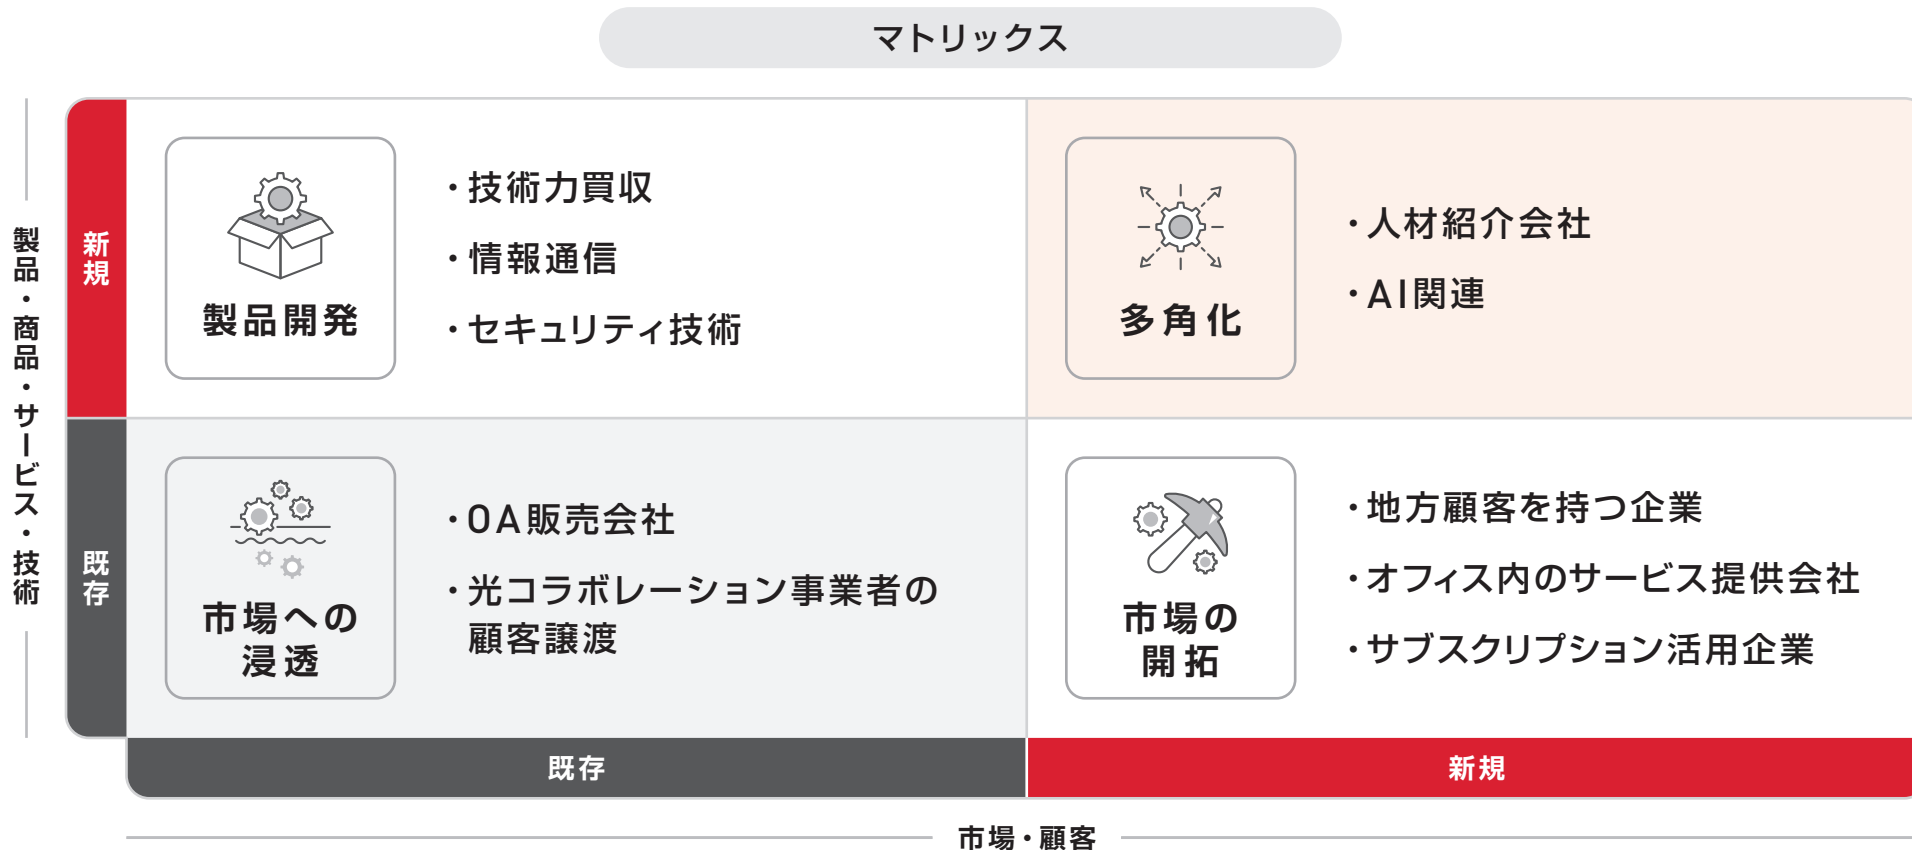 マトリックス
製品・商品・サービス・技術
新規
製品開発
・技術力買収
・情報通信
・セキュリティ技術
多角化
・人材紹介会社
・AI関連
既存
市場への
浸透
・OA販売会社
・光コラボレーション事業者の
顧客譲渡
市場の
開拓
・地方顧客を持つ企業
・オフィス内のサービス提供会社
・サブスクリプション活用企業
既存
新規
市場・顧客